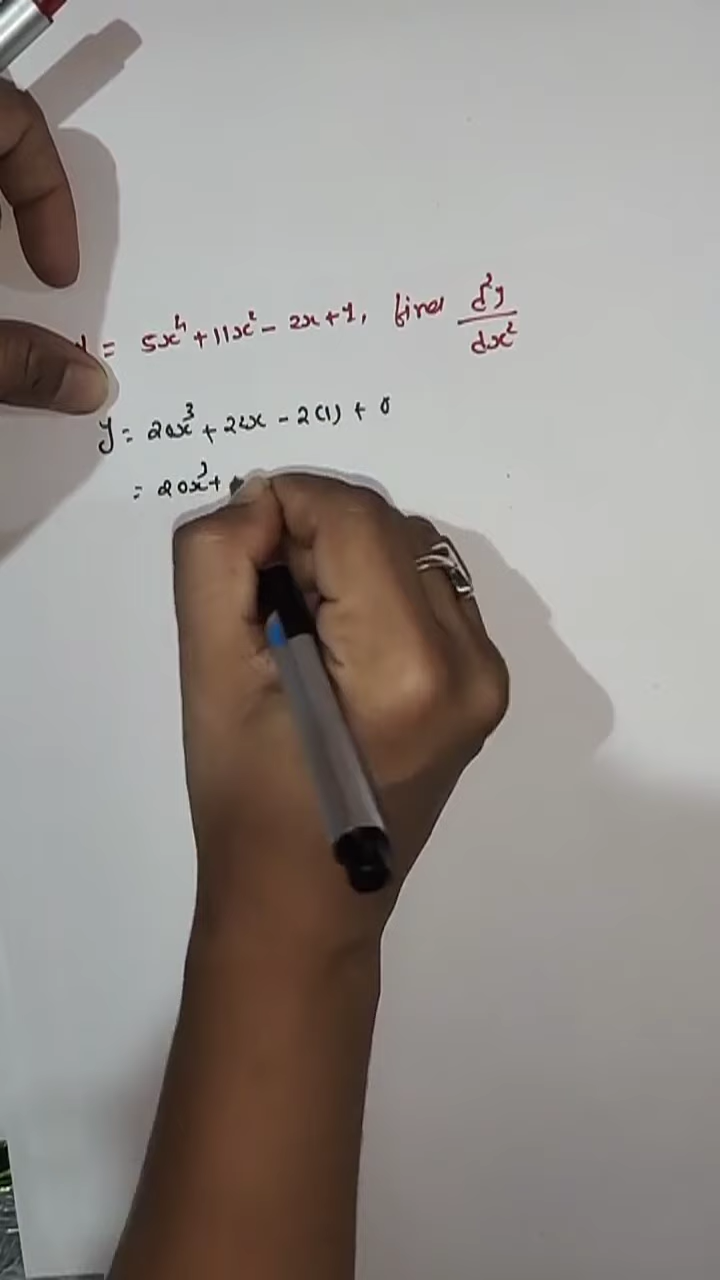 y = 5x⁴ + 11x² - 2x + 1, find d²y/dx²
y = 20x³ + 22x - 2(1) + 0
= 20x³ +